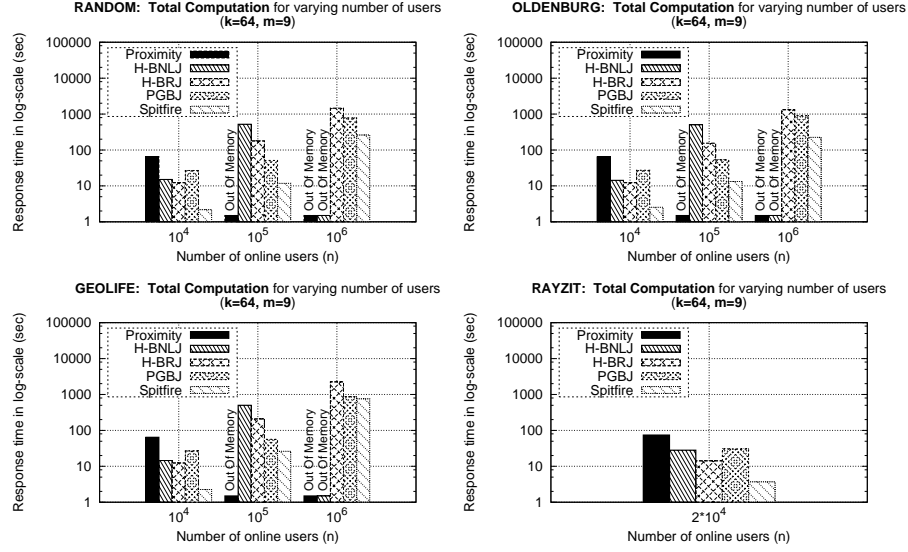 RANDOM: Total Computation for varying number of users
(k=64, m=9)
Response time in log-scale (sec)
100000
10000
1000
100
10
1
Proximity
H-BNLJ
H-BRJ
PGBJ
Spitfire
Out Of Memory
Out Of Memory
Out Of Memory
10^4
10^5
10^6
Number of online users (n)
OLDENBURG: Total Computation for varying number of users
(k=64, m=9)
Response time in log-scale (sec)
100000
10000
1000
100
10
1
Proximity
H-BNLJ
H-BRJ
PGBJ
Spitfire
Out Of Memory
Out Of Memory
Out Of Memory
10^4
10^5
10^6
Number of online users (n)
GEOLIFE: Total Computation for varying number of users
(k=64, m=9)
Response time in log-scale (sec)
100000
10000
1000
100
10
1
Proximity
H-BNLJ
H-BRJ
PGBJ
Spitfire
Out Of Memory
Out Of Memory
Out Of Memory
10^4
10^5
10^6
Number of online users (n)
RAYZIT: Total Computation for varying number of users
(k=64, m=9)
Response time in log-scale (sec)
100000
10000
1000
100
10
1
Proximity
H-BNLJ
H-BRJ
PGBJ
Spitfire
2*10^4
Number of online users (n)